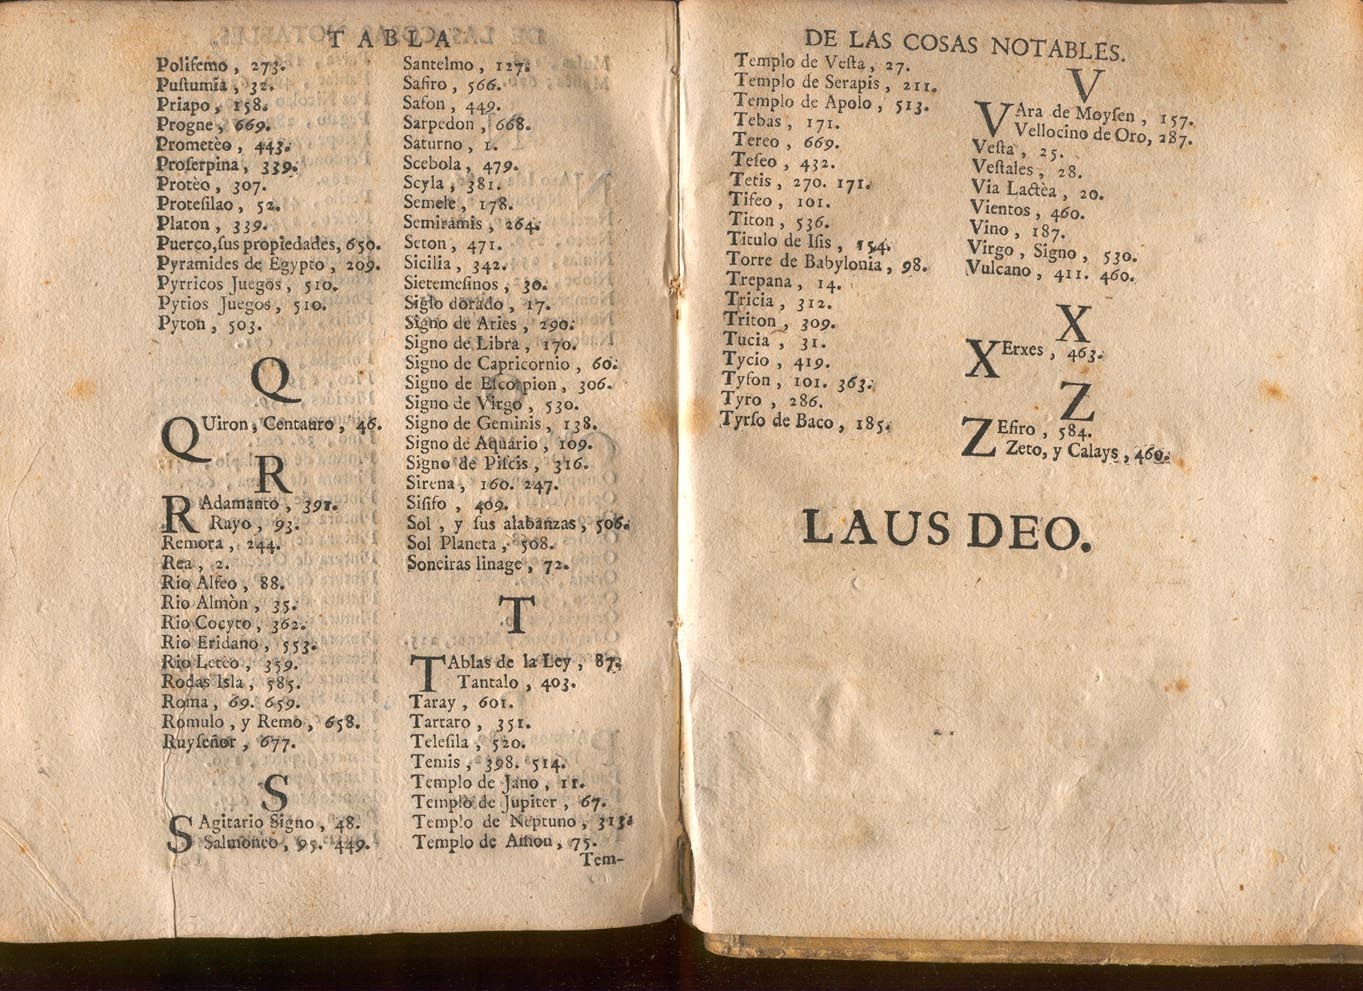 TABLA
Polifemo, 273.
Puſtumia, 32.
Priapo, 158.
Progne, 669.
Prometèo, 443.
Proſerpina, 339.
Protèo, 307.
Proteſilao, 52.
Platon, 339.
Puerco, ſus propiedades, 650.
Pyramides de Egypto, 209.
Pyrricos Juegos, 510.
Pytios Juegos, 510.
Pyton, 503.
Q
QUiron, Centauro, 46.
R
RAdamanto, 391.
Rayo, 93.
Remora, 244.
Rea, 2.
Rio Alfeo, 88.
Rio Almòn, 35.
Rio Cocyto, 362.
Rio Eridano, 553.
Rio Letèo, 359.
Rodas Isla, 585.
Roma, 69. 659.
Romulo, y Remo, 658.
Ruyſeñor, 677.
S
SAgitario Signo, 48.
Salmoneo, 95. 449.
Santelmo, 127.
Safiro, 566.
Safon, 449.
Sarpedon, 668.
Saturno, 1.
Scebola, 479.
Scyla, 381.
Semele, 178.
Semiramis, 264.
Seton, 471.
Sicilia, 342.
Sietemeſinos, 30.
Siglo dorado, 17.
Signo de Aries, 290.
Signo de Libra, 170.
Signo de Capricornio, 60.
Signo de Eſcorpion, 306.
Signo de Virgo, 530.
Signo de Geminis, 138.
Signo de Aquario, 109.
Signo de Piſcis, 316.
Sirena, 160. 247.
Siſifo, 409.
Sol, y ſus alabanzas, 506.
Sol Planeta, 508.
Soneiras linage, 72.
T
TAblas de la Ley, 87.
Tantalo, 403.
Taray, 601.
Tartaro, 351.
Teleſila, 520.
Temis, 398. 514.
Templo de Jano, 11.
Templo de Jupiter, 67.
Templo de Neptuno, 313.
Templo de Amon, 75.
Tem-
DE LAS COSAS NOTABLES.
Templo de Veſta, 27.
Templo de Serapis, 211.
Templo de Apolo, 513.
Tebas, 171.
Tereo, 669.
Teſeo, 432.
Tetis, 270. 171.
Tifeo, 101.
Titon, 536.
Titulo de Iſis, 154.
Torre de Babylonia, 98.
Trepana, 14.
Tricia, 312.
Triton, 309.
Tucia, 31.
Tycio, 419.
Tyfon, 101. 363.
Tyro, 286.
Tyrſo de Baco, 185.
V
VAra de Moyſen, 157.
Vellocino de Oro, 287.
Veſta, 25.
Veſtales, 28.
Via Lactèa, 20.
Vientos, 460.
Vino, 187.
Virgo, Signo, 530.
Vulcano, 411. 460.
X
XErxes, 463.
Z
ZEfiro, 584.
Zeto, y Calays, 460.
LAUS DEO.